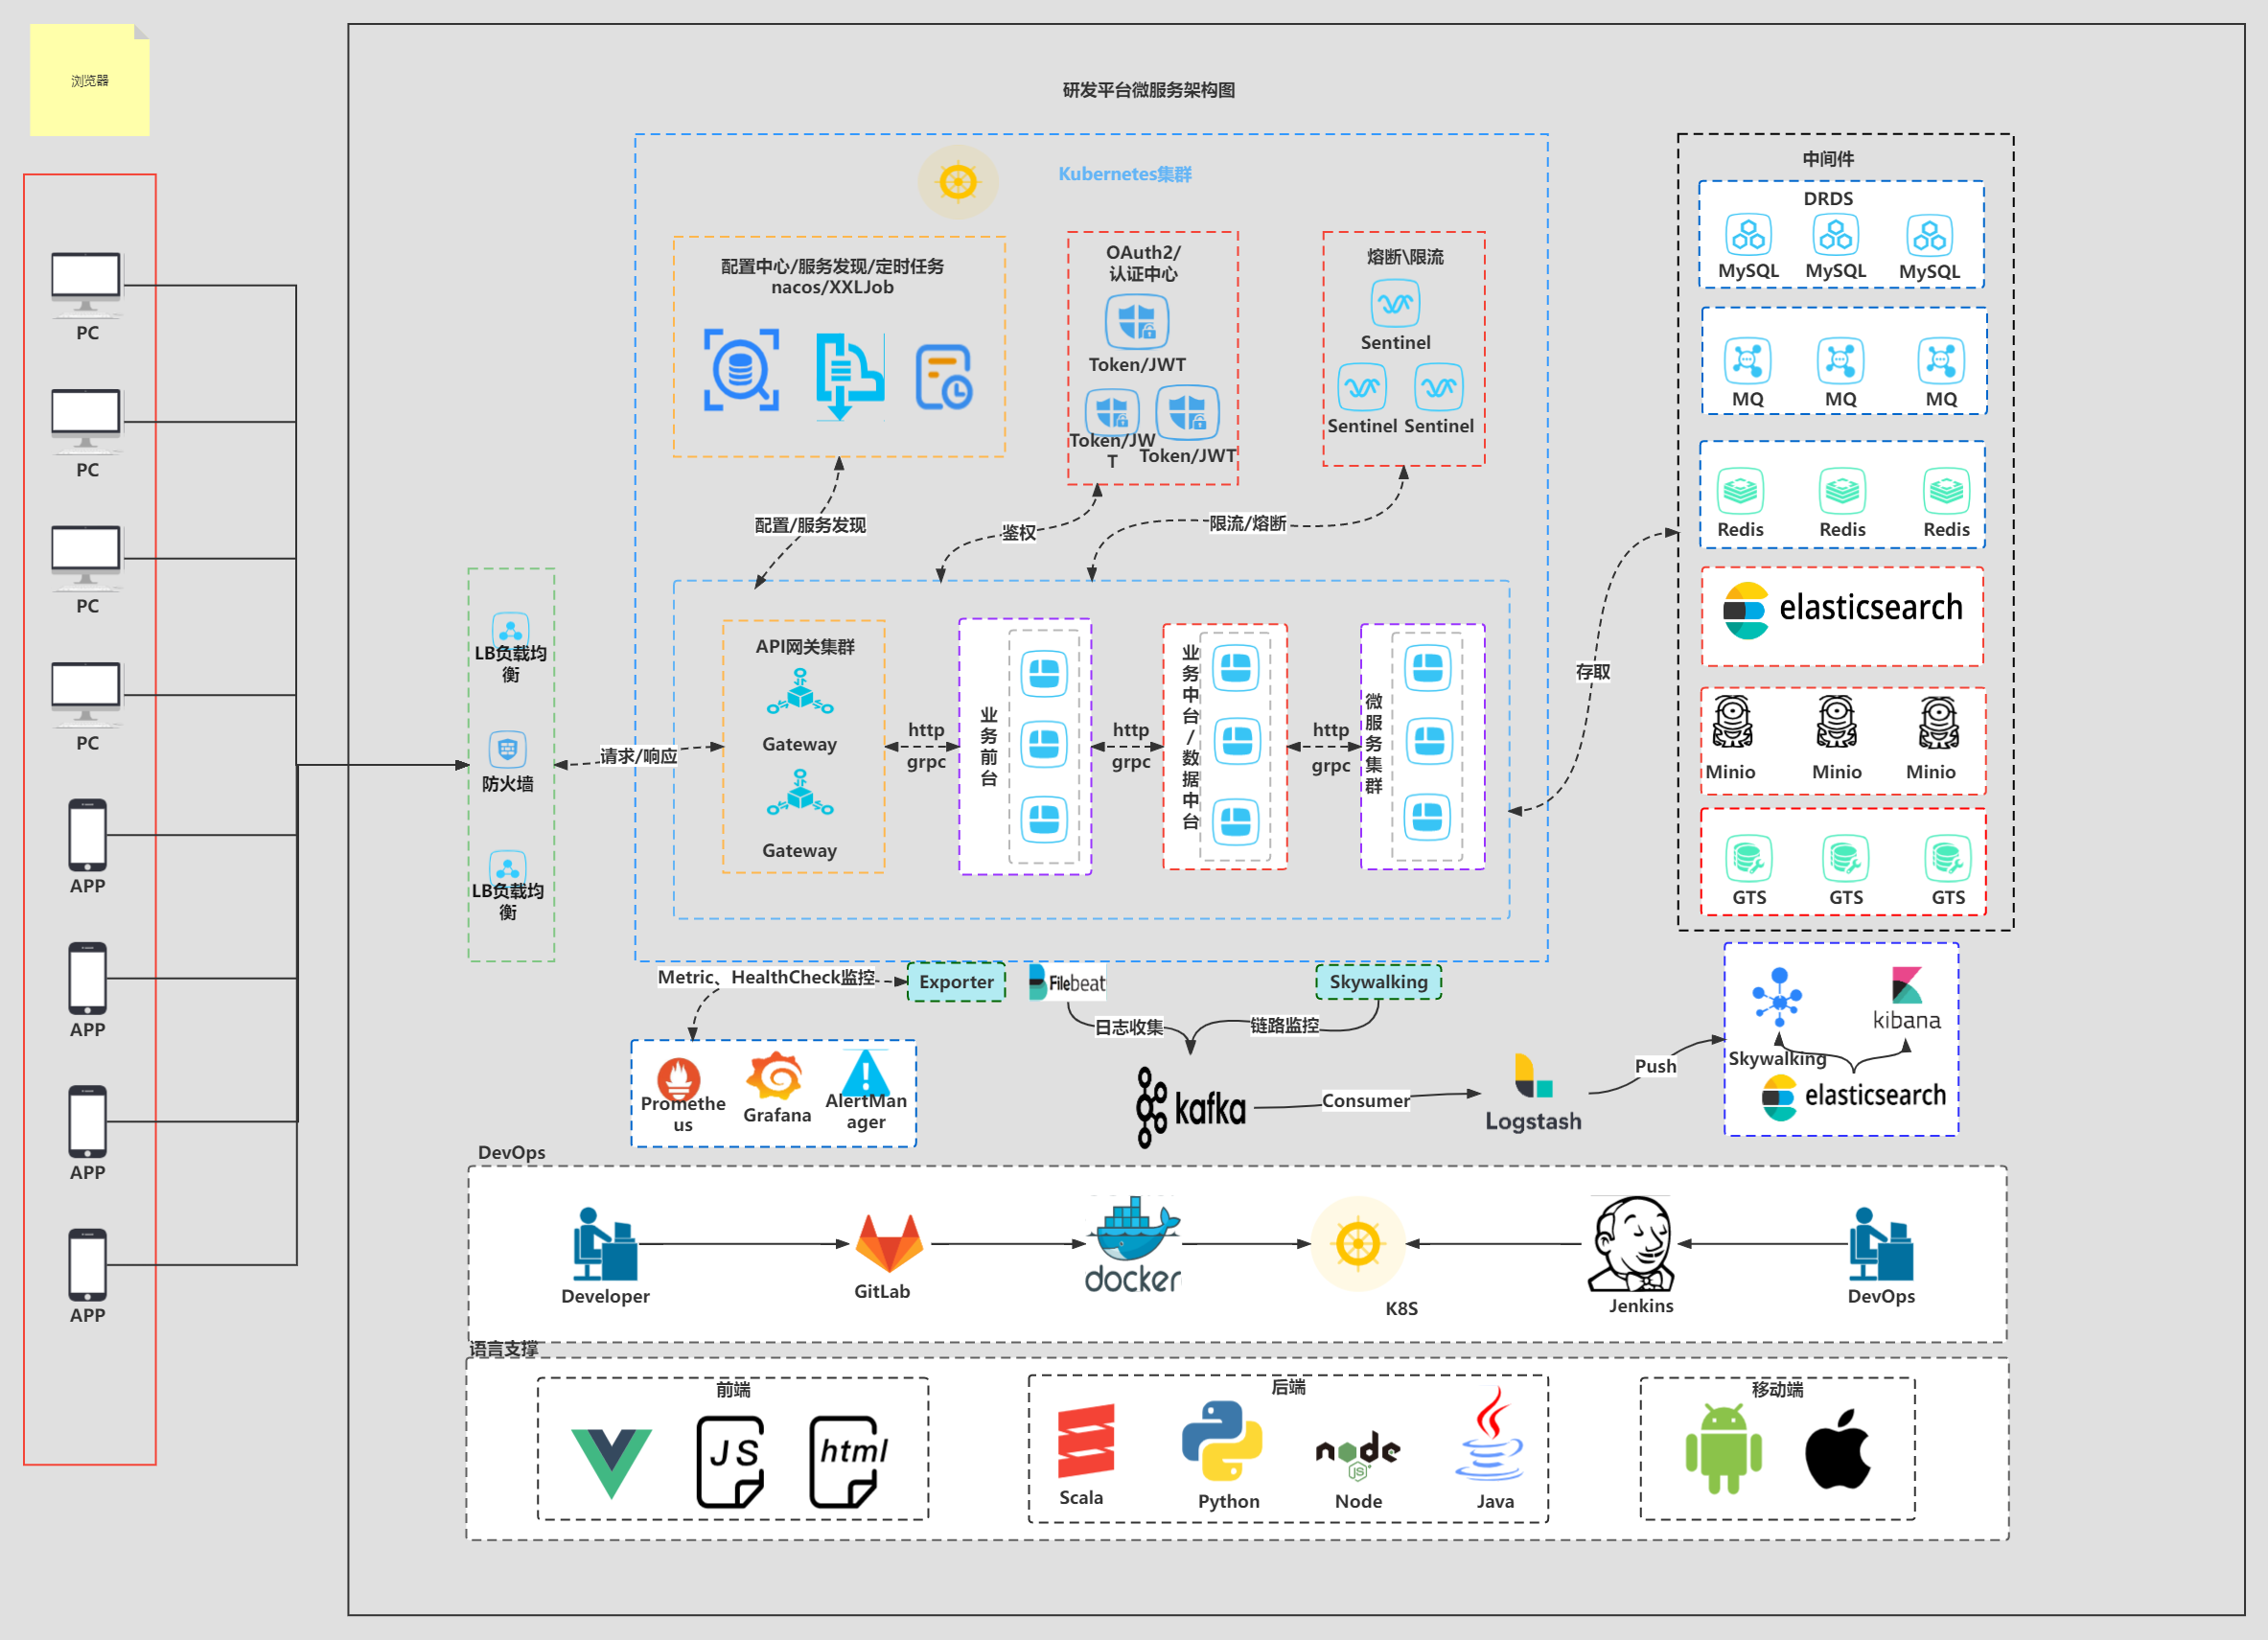 浏览器
PC
PC
PC
PC
APP
APP
APP
APP
研发平台微服务架构图
Kubernetes集群
配置中心/服务发现/定时任务
nacos/XXLJob
OAuth2/
认证中心
Token/JWT
Token/JW
T
Token/JWT
熔断\限流
Sentinel
Sentinel
Sentinel
配置/服务发现
鉴权
限流/熔断
LB负载均
衡
防火墙
LB负载均
衡
请求/响应
API网关集群
Gateway
Gateway
http
grpc
业务前台
http
grpc
业务中台/数据中台
http
grpc
微服务集群
存取
中间件
DRDS
MySQL
MySQL
MySQL
MQ
MQ
MQ
Redis
Redis
Redis
elasticsearch
Minio
Minio
Minio
GTS
GTS
GTS
Metric、HealthCheck监控
Exporter
Filebeat
Skywalking
日志收集
链路监控
Promethe
us
Grafana
AlertMan
ager
kafka
Consumer
Logstash
Push
Skywalking
kibana
elasticsearch
DevOps
Developer
GitLab
docker
K8S
Jenkins
DevOps
语言支撑
前端
JS
html
后端
Scala
Python
node
JS
Node
Java
移动端